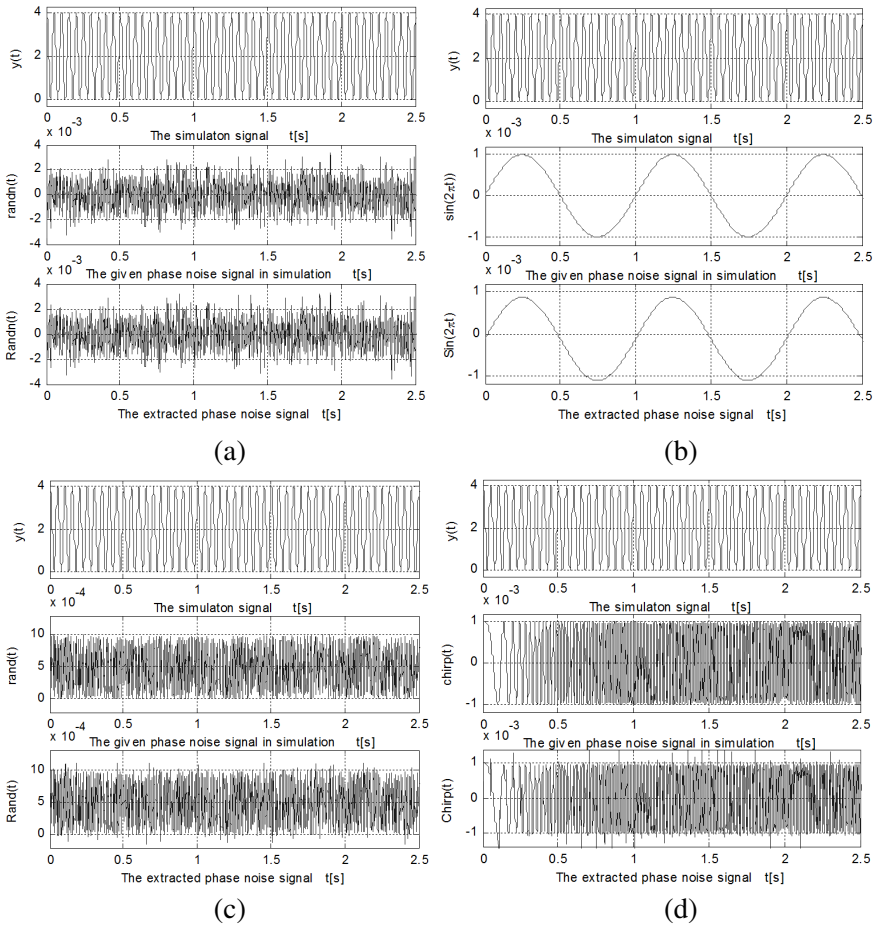 4
2
0
y(t)
0 0.5 1 1.5 2 2.5
x 10 -3
The simulaton signal t[s]
4
2
0
-2
-4
randn(t)
0 0.5 1 1.5 2 2.5
x 10 -3
The given phase noise signal in simulation t[s]
4
2
0
-2
-4
Randn(t)
0 0.5 1 1.5 2 2.5
The extracted phase noise signal t[s]
(a)
4
2
0
y(t)
0 0.5 1 1.5 2 2.5
x 10 -3
The simulaton signal t[s]
1
0
-1
sin(2πt))
0 0.5 1 1.5 2 2.5
x 10 -3
The given phase noise signal in simulation t[s]
1
0
-1
Sin(2πt)
0 0.5 1 1.5 2 2.5
The extracted phase noise signal t[s]
(b)
4
2
0
y(t)
0 0.5 1 1.5 2 2.5
x 10 -4
The simulaton signal t[s]
10
5
0
rand(t)
0 0.5 1 1.5 2 2.5
x 10 -4
The given phase noise signal in simulation t[s]
10
5
0
Rand(t)
0 0.5 1 1.5 2 2.5
The extracted phase noise signal t[s]
(c)
4
2
0
y(t)
0 0.5 1 1.5 2 2.5
x 10 -3
The simulaton signal t[s]
1
0
-1
chirp(t)
0 0.5 1 1.5 2 2.5
x 10 -3
The given phase noise signal in simulation t[s]
1
0
-1
Chirp(t)
0 0.5 1 1.5 2 2.5
The extracted phase noise signal t[s]
(d)